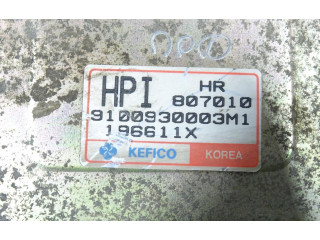 HPI HR
807010
9100930003M1
196611X
KEFICO KOREA